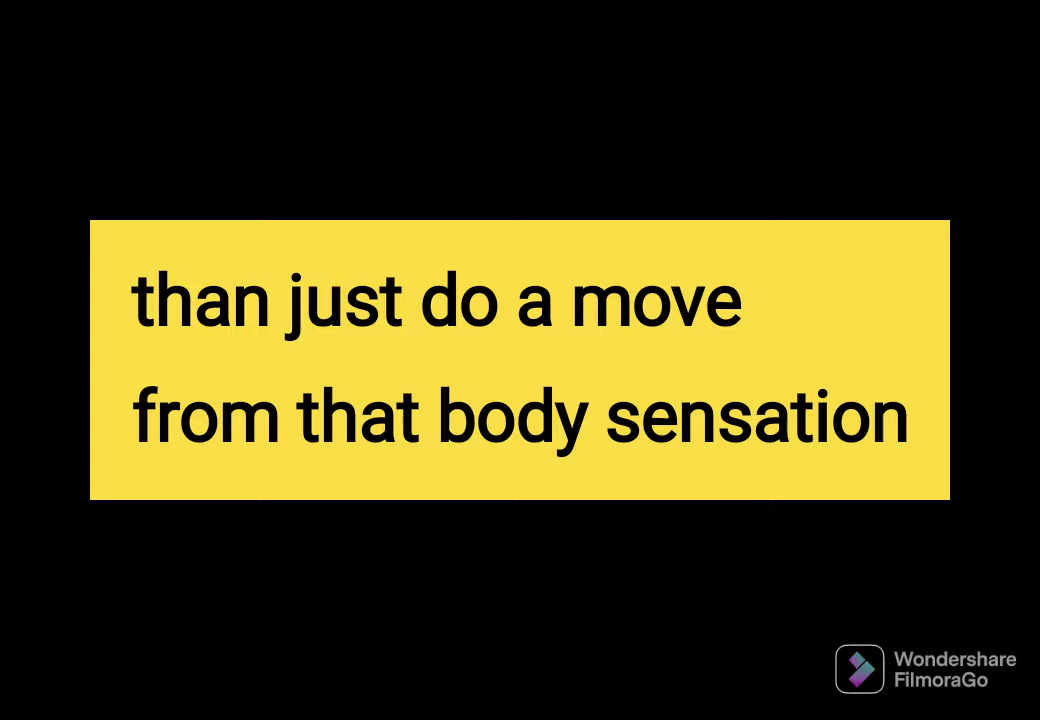 than just do a move
from that body sensation
Wondershare
FilmoraGo